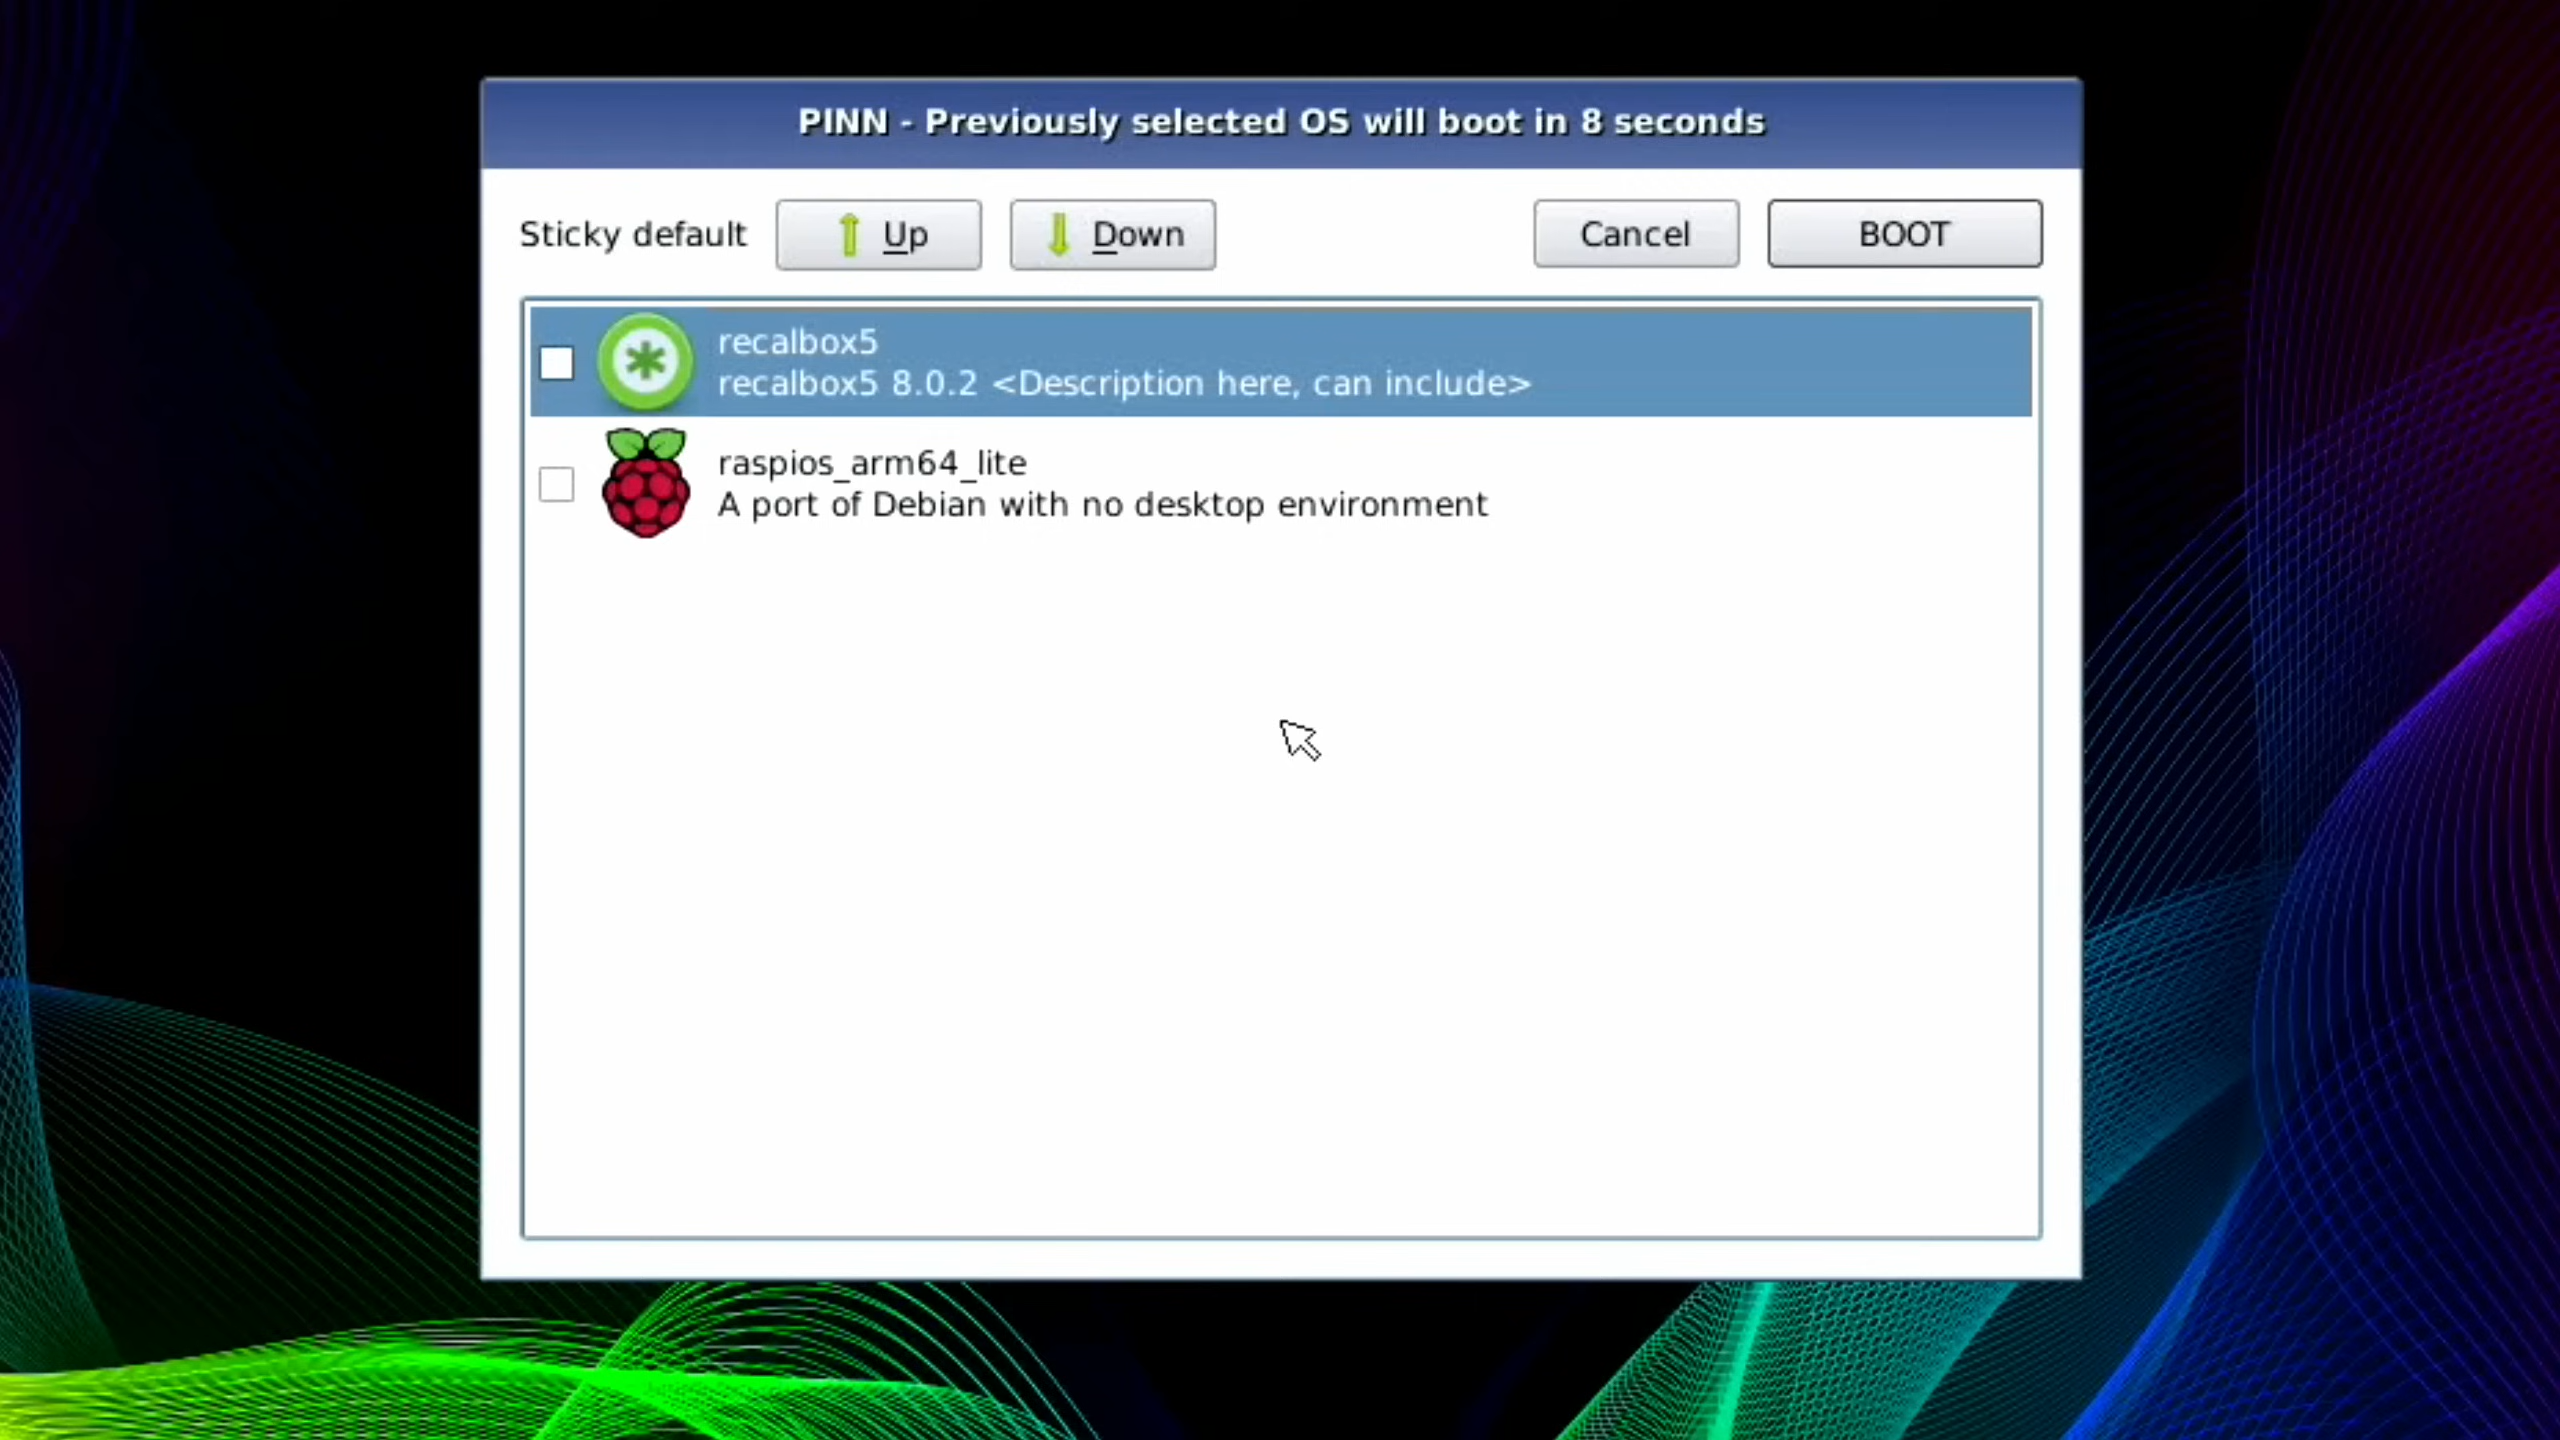 PINN - Previously selected OS will boot in 8 seconds
Sticky default Up Down Cancel BOOT
recalbox5
recalbox5 8.0.2 <Description here, can include>
raspios_arm64_lite
A port of Debian with no desktop environment